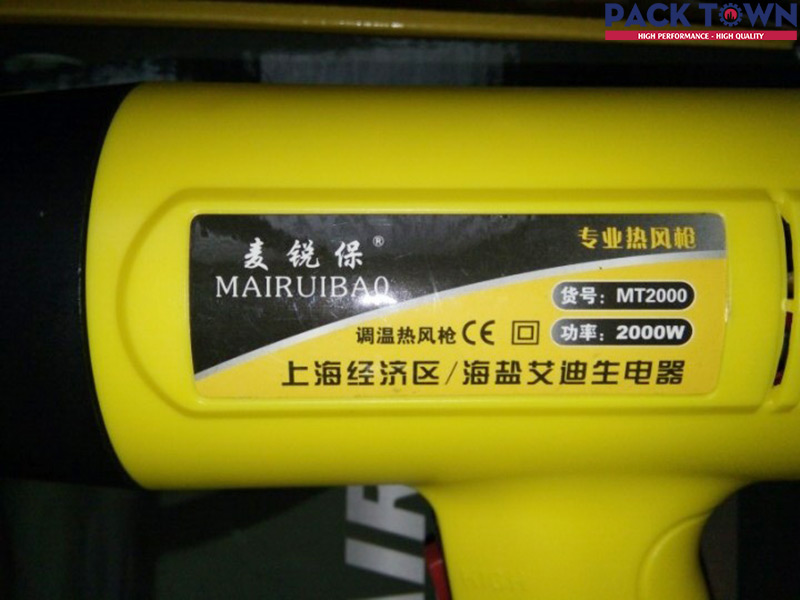 PACK TOWN
HIGH PERFORMANCE - HIGH QUALITY
麦锐保®
MAIRUIBAO
专业热风枪
货号：MT2000
调温热风枪 CE
功率：2000W
上海经济区/海盐艾迪生电器
AIR